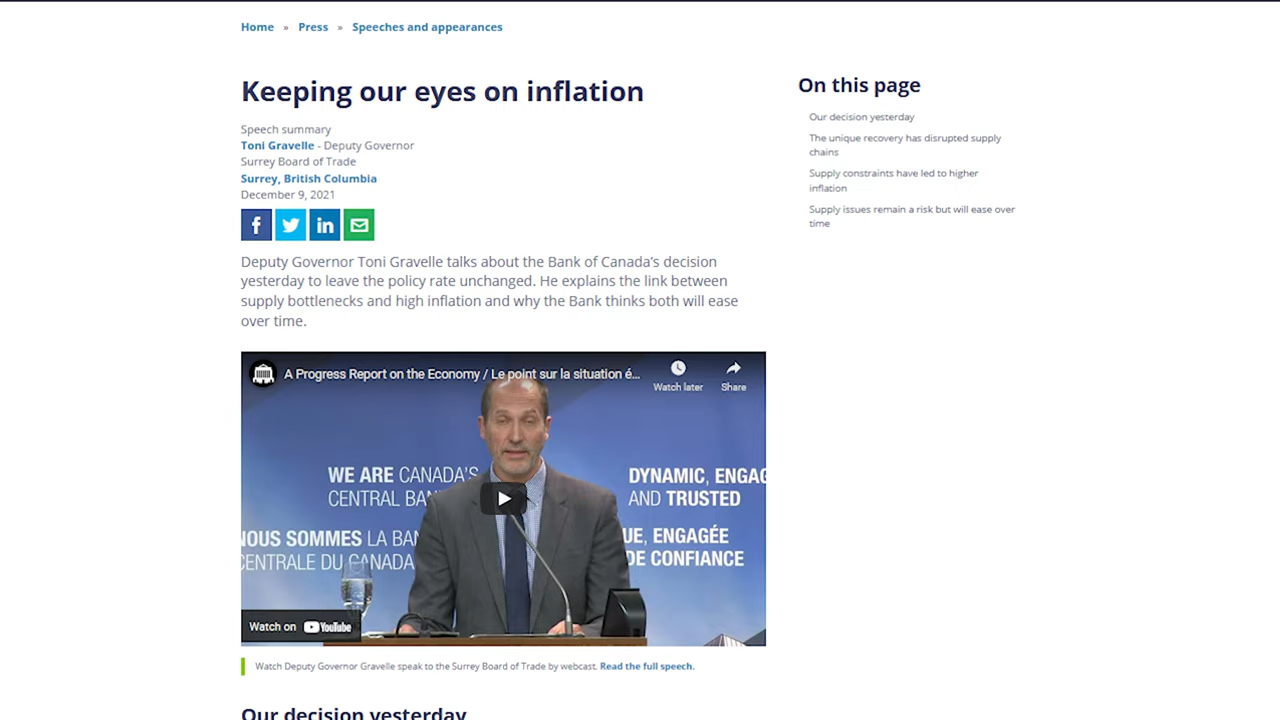 Home » Press » Speeches and appearances
Keeping our eyes on inflation
Speech summary
Toni Gravelle - Deputy Governor
Surrey Board of Trade
Surrey, British Columbia
December 9, 2021
Deputy Governor Toni Gravelle talks about the Bank of Canada's decision
yesterday to leave the policy rate unchanged. He explains the link between
supply bottlenecks and high inflation and why the Bank thinks both will ease
over time.
A Progress Report on the Economy / Le point sur la situation é...
Watch later
Share
WE ARE CANADA'S
CENTRAL BAN
NOUS SOMMES LA BAN
CENTRALE DU CANADA
DYNAMIC, ENGAG
AND TRUSTED
UE, ENGAGÉE
DE CONFIANCE
Watch on YouTube
Watch Deputy Governor Gravelle speak to the Surrey Board of Trade by webcast. Read the full speech.
Our decision yesterday
On this page
Our decision yesterday
The unique recovery has disrupted supply
chains
Supply constraints have led to higher
inflation
Supply issues remain a risk but will ease over
time